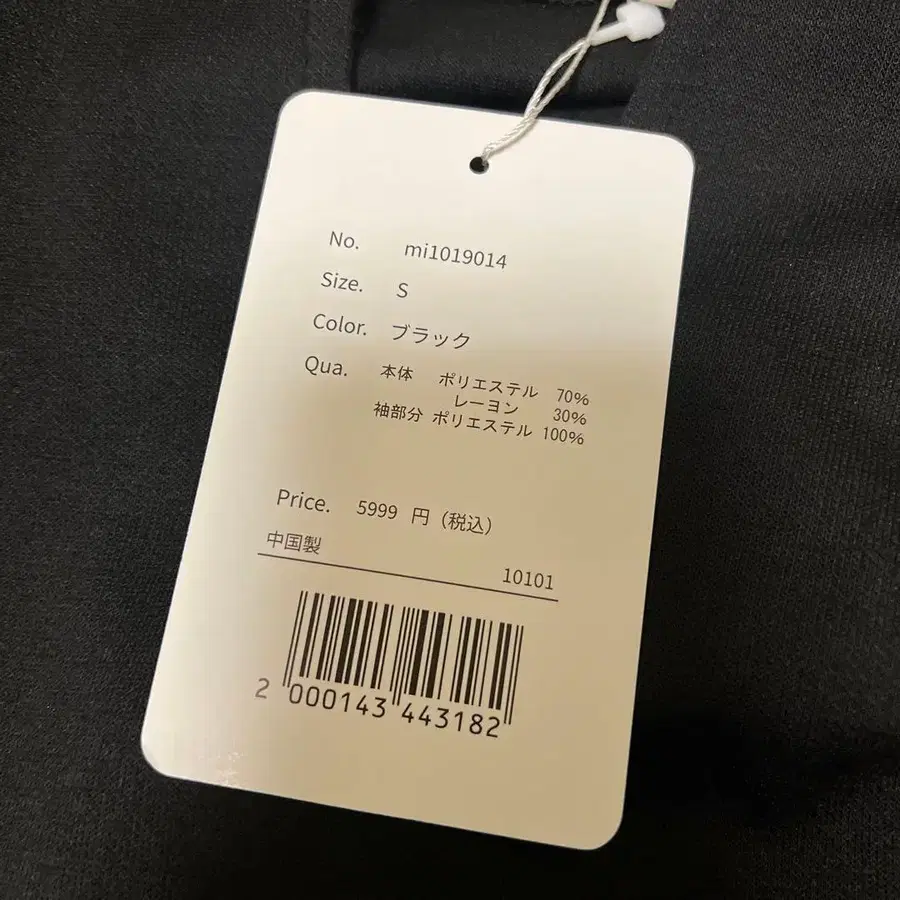 No. mi1019014
Size. S
Color. ブラック
Qua. 本体 ポリエステル 70%
レーヨン 30%
袖部分 ポリエステル 100%
Price. 5999 円（税込）
中国製
10101
2 000143 443182